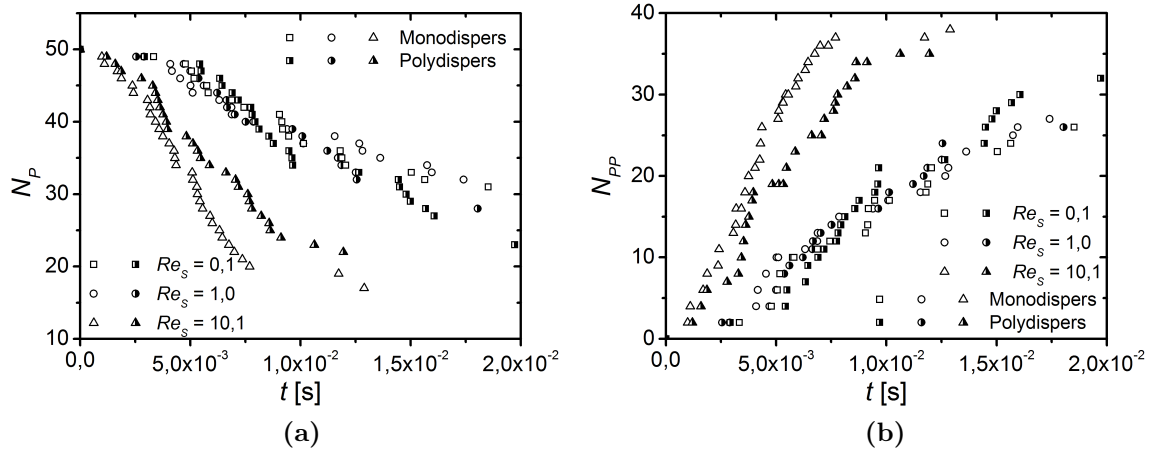 50
40
30
20
10
N_P
0,0
5,0x10⁻³
1,0x10⁻²
1,5x10⁻²
2,0x10⁻²
t [s]
Monodispers
Polydispers
Re_S = 0,1
Re_S = 1,0
Re_S = 10,1
(a)
40
30
20
10
0
N_PP
0,0
5,0x10⁻³
1,0x10⁻²
1,5x10⁻²
2,0x10⁻²
t [s]
Re_S = 0,1
Re_S = 1,0
Re_S = 10,1
Monodispers
Polydispers
(b)